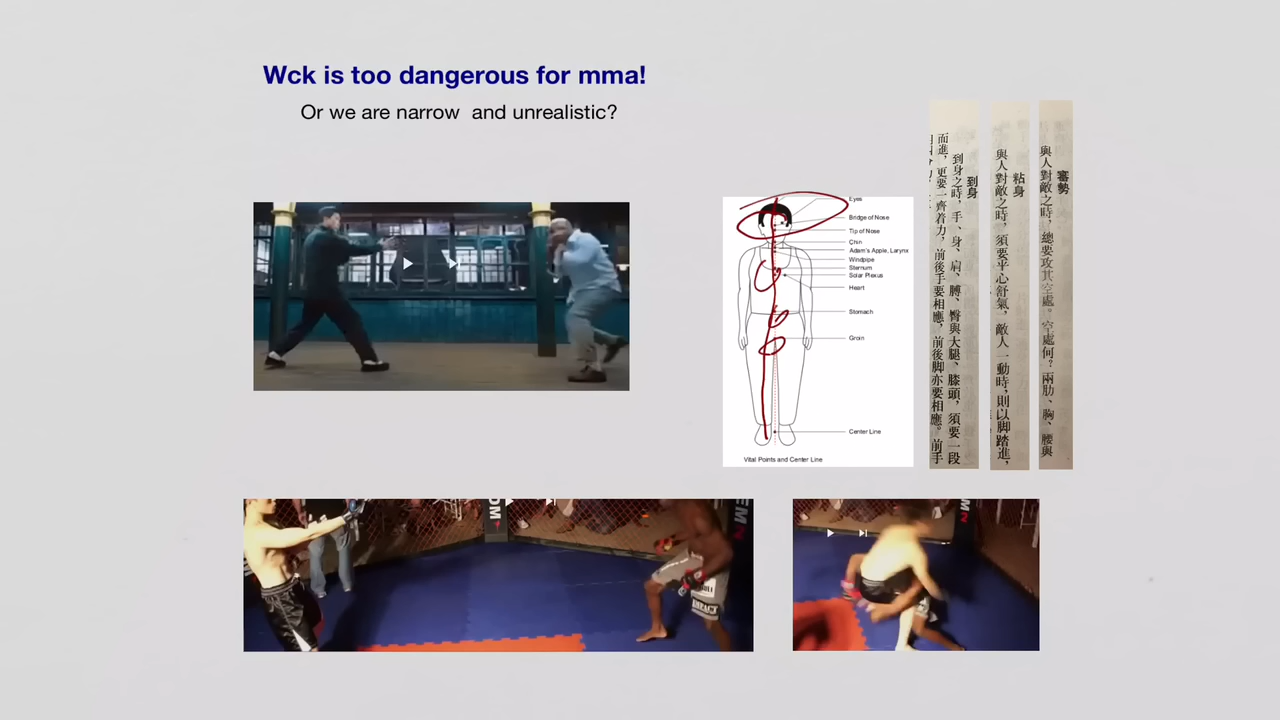 Wck is too dangerous for mma!
Or we are narrow and unrealistic?
Eyes
Bridge of Nose
Tip of Nose
Chin
Adam's Apple, Larynx
Windpipe
Sternum
Solar Plexus
Heart
Stomach
Groin
Center Line
Vital Points and Center Line
審勢
與人對敵之時，總要攻其空處。空處何？兩肋、胸、腰與
粘身
與人對敵之時，須要平心舒氣，敵人一動時，則以脚踏進，
到身
到身之時，手、身、肩、膊、臀與大腿、膝頭，須要一段
而進，更要一齊着力，前後手要相應，前後脚亦要相應。前手
IMPACT